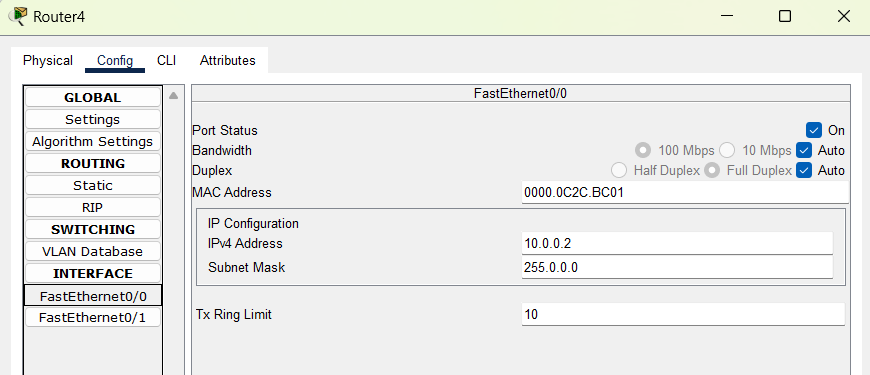 Router4
Physical Config CLI Attributes
GLOBAL
Settings
Algorithm Settings
ROUTING
Static
RIP
SWITCHING
VLAN Database
INTERFACE
FastEthernet0/0
FastEthernet0/1
FastEthernet0/0
Port Status On
Bandwidth 100 Mbps 10 Mbps Auto
Duplex Half Duplex Full Duplex Auto
MAC Address 0000.0C2C.BC01
IP Configuration
IPv4 Address 10.0.0.2
Subnet Mask 255.0.0.0
Tx Ring Limit 10